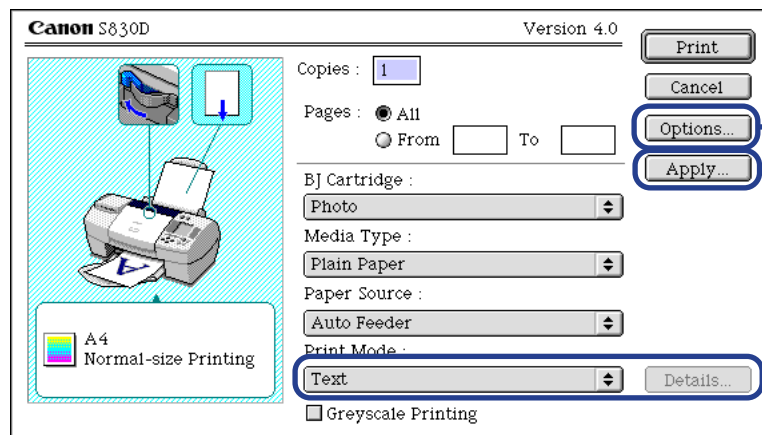 Canon S830D
Version 4.0
Copies : 1
Pages : All
From To
BJ Cartridge :
Photo
Media Type :
Plain Paper
Paper Source :
Auto Feeder
Print Mode :
Text
Details...
Greyscale Printing
A4
Normal-size Printing
Print
Cancel
Options...
Apply...